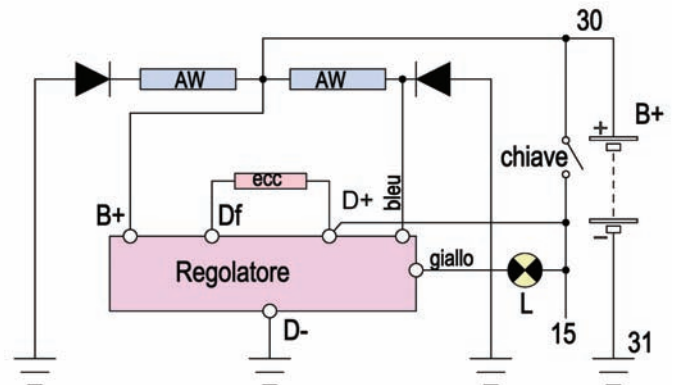 30
AW
AW
B+
+
chiave
ecc
D+
bleu
B+
Df
−
Regolatore
giallo
L
15
D-
31